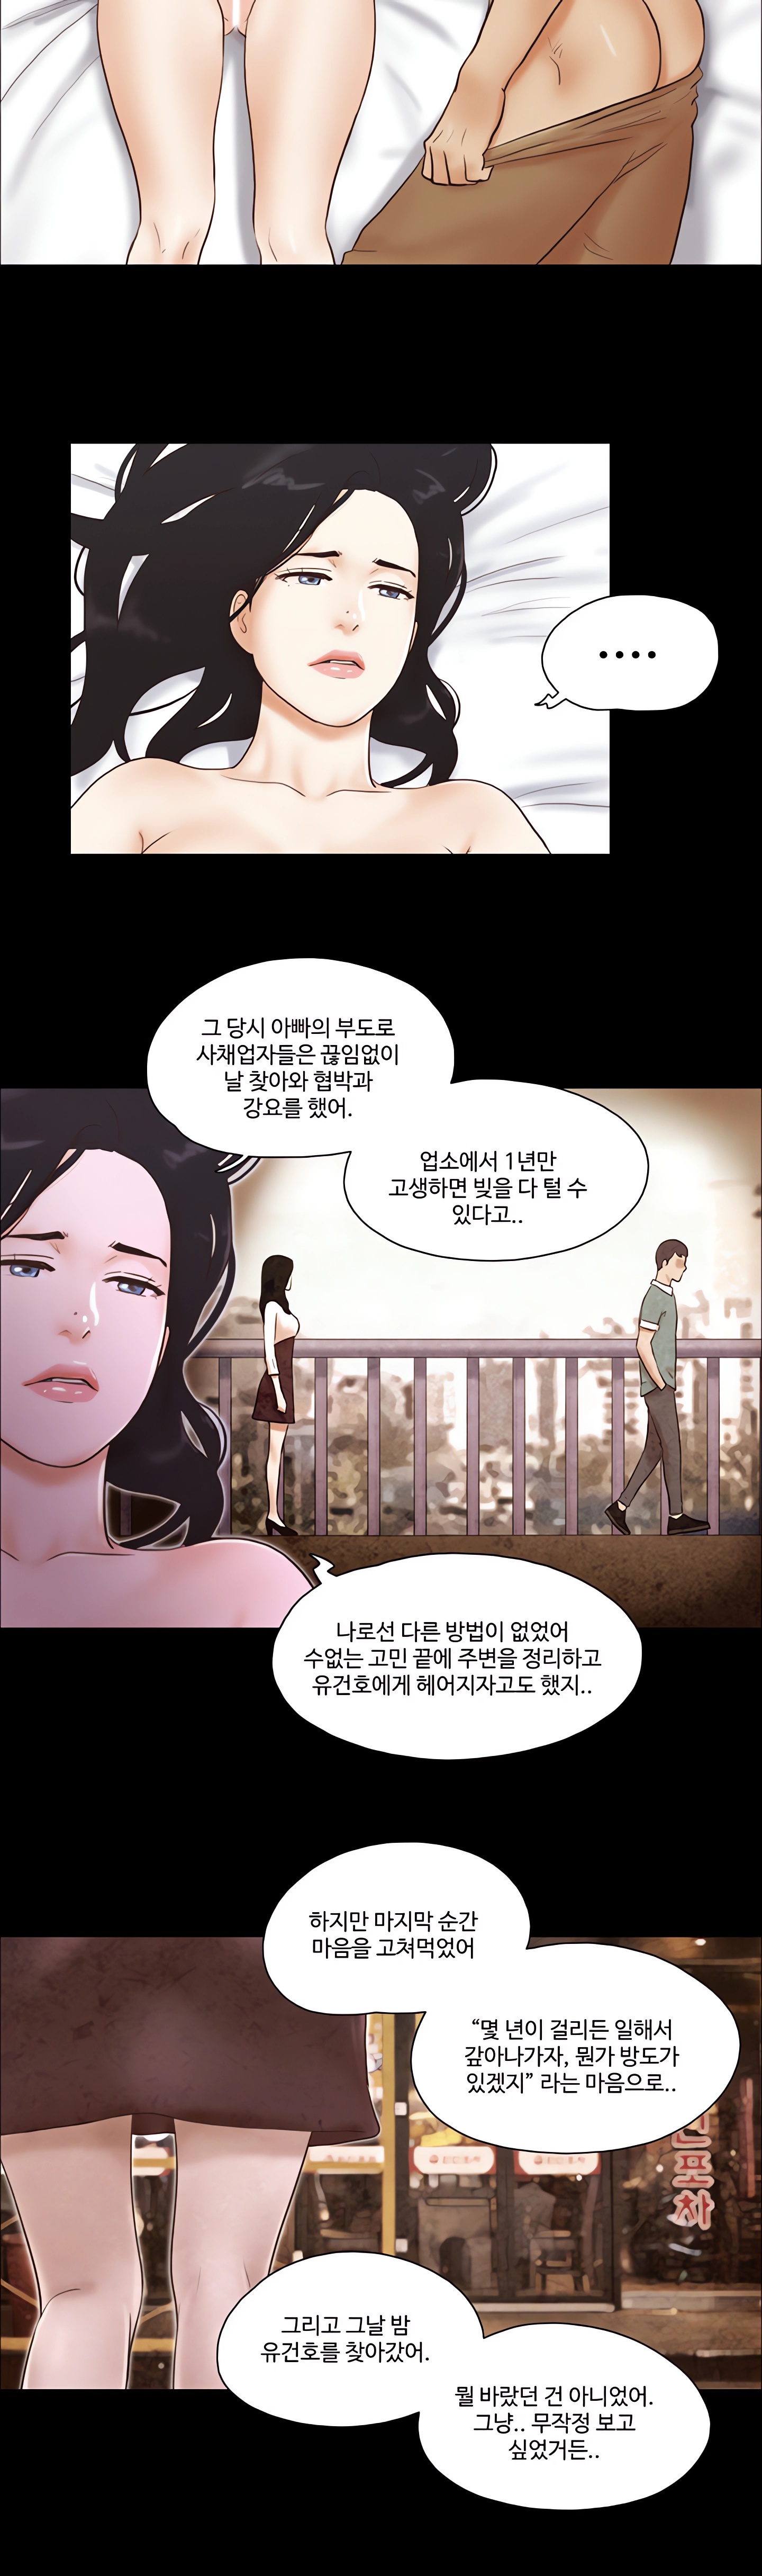 ....
그 당시 아빠의 부도로
사채업자들은 끊임없이
날 찾아와 협박과
강요를 했어.
업소에서 1년만
고생하면 빚을 다 털 수
있다고..
나로선 다른 방법이 없었어
수없는 고민 끝에 주변을 정리하고
유건호에게 헤어지자고도 했지..
하지만 마지막 순간
마음을 고쳐먹었어
“몇 년이 걸리든 일해서
갚아나가자, 뭔가 방도가
있겠지” 라는 마음으로..
포차
그리고 그날 밤
유건호를 찾아갔어.
뭘 바랐던 건 아니었어.
그냥.. 무작정 보고
싶었거든..